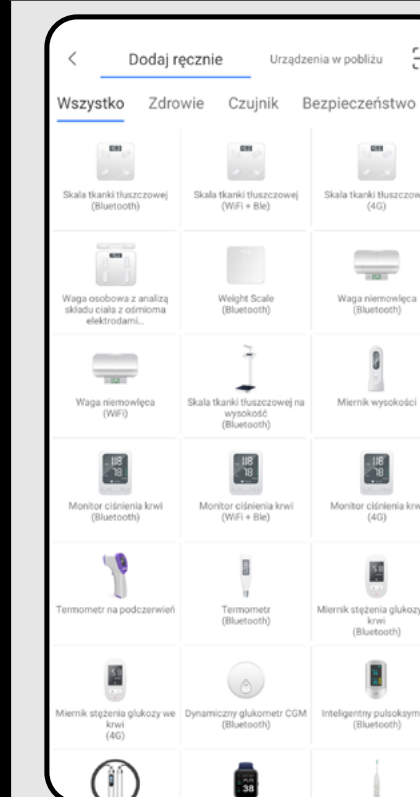 Dodaj ręcznie
Urządzenia w pobliżu
Wszystko Zdrowie Czujnik Bezpieczeństwo
Skala tkanki tłuszczowej
(Bluetooth)
Skala tkanki tłuszczowej
(WiFi + Ble)
Skala tkanki tłuszczow
(4G)
Waga osobowa z analizą
składu ciała z ośmioma
elektrodami...
Weight Scale
(Bluetooth)
Waga niemowlęca
(Bluetooth)
Waga niemowlęca
(WiFi)
Skala tkanki tłuszczowej na
wysokość
(Bluetooth)
Miernik wysokości
Monitor ciśnienia krwi
(Bluetooth)
Monitor ciśnienia krwi
(WiFi + Ble)
Monitor ciśnienia krw
(4G)
Termometr na podczerwień
Termometr
(Bluetooth)
Miernik stężenia glukozy
krwi
(Bluetooth)
Miernik stężenia glukozy we
krwi
(4G)
Dynamiczny glukometr CGM
(Bluetooth)
Inteligentny pulsoksym
(Bluetooth)